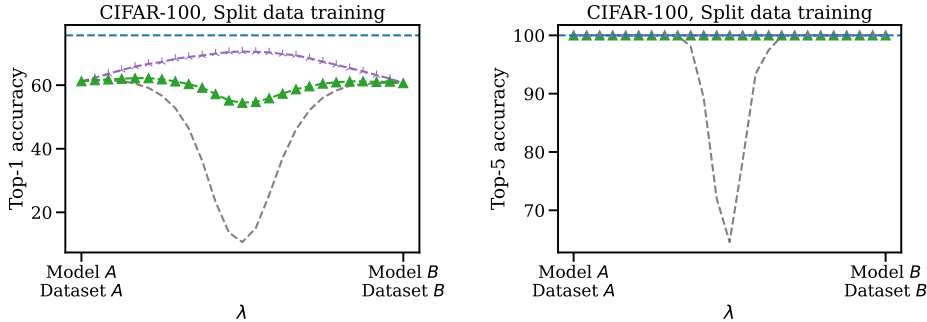 CIFAR-100, Split data training
Top-1 accuracy
60
40
20
Model A
Dataset A
Model B
Dataset B
λ
CIFAR-100, Split data training
Top-5 accuracy
100
90
80
70
Model A
Dataset A
Model B
Dataset B
λ